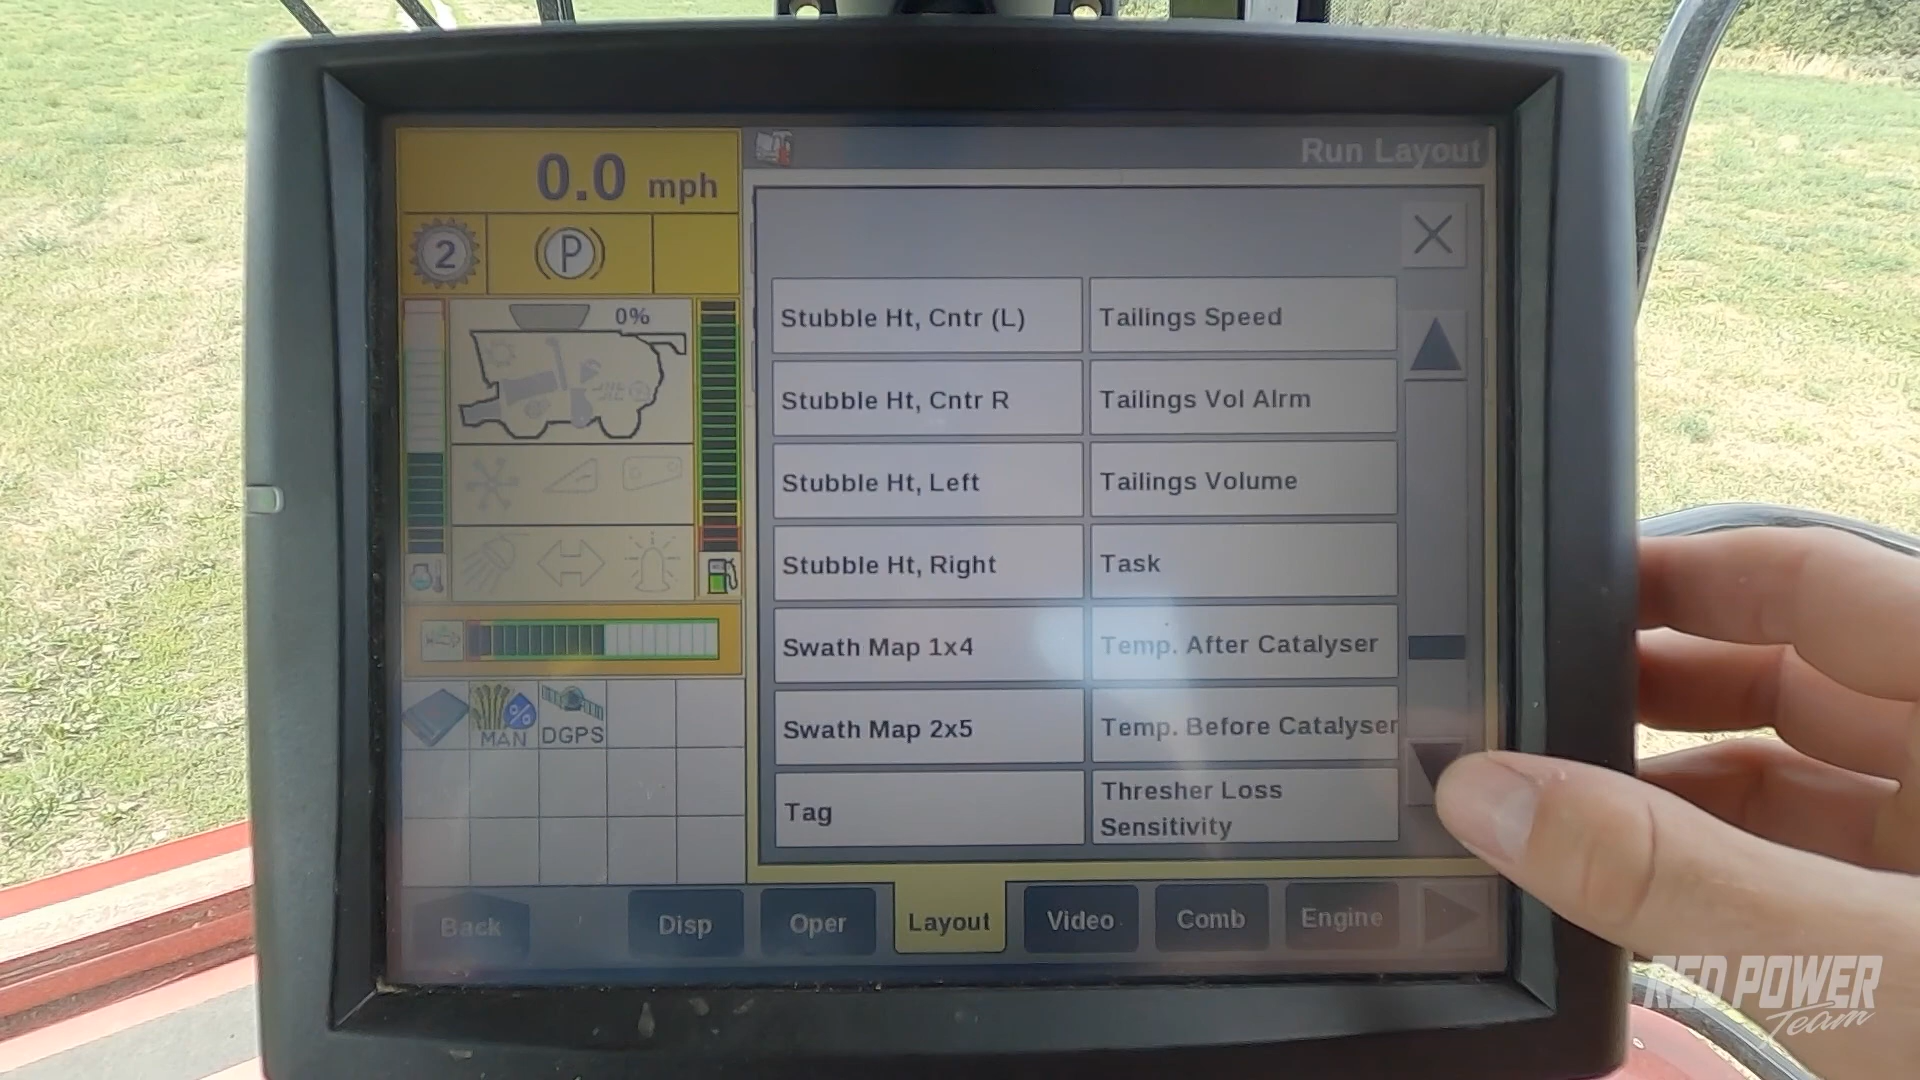 0.0 mph
Run Layout
2
P
0%
Stubble Ht, Cntr (L)
Tailings Speed
Stubble Ht, Cntr R
Tailings Vol Alrm
Stubble Ht, Left
Tailings Volume
Stubble Ht, Right
Task
Swath Map 1x4
Temp. After Catalyser
Swath Map 2x5
Temp. Before Catalyser
Tag
Thresher Loss
Sensitivity
%
MAN
DGPS
Back
Disp
Oper
Layout
Video
Comb
Engine
RED POWER
Team